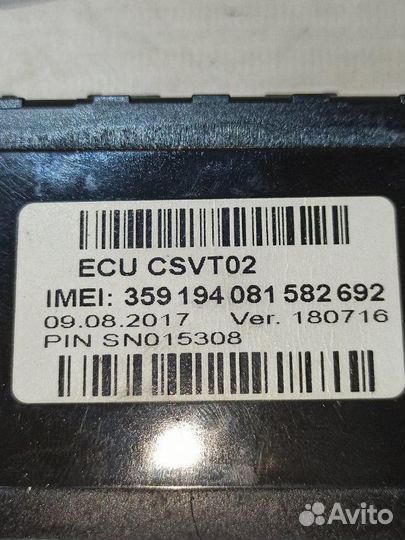 ECU CSVT02
IMEI: 359 194 081 582 692
09.08.2017 Ver. 180716
PIN SN015308
Avito